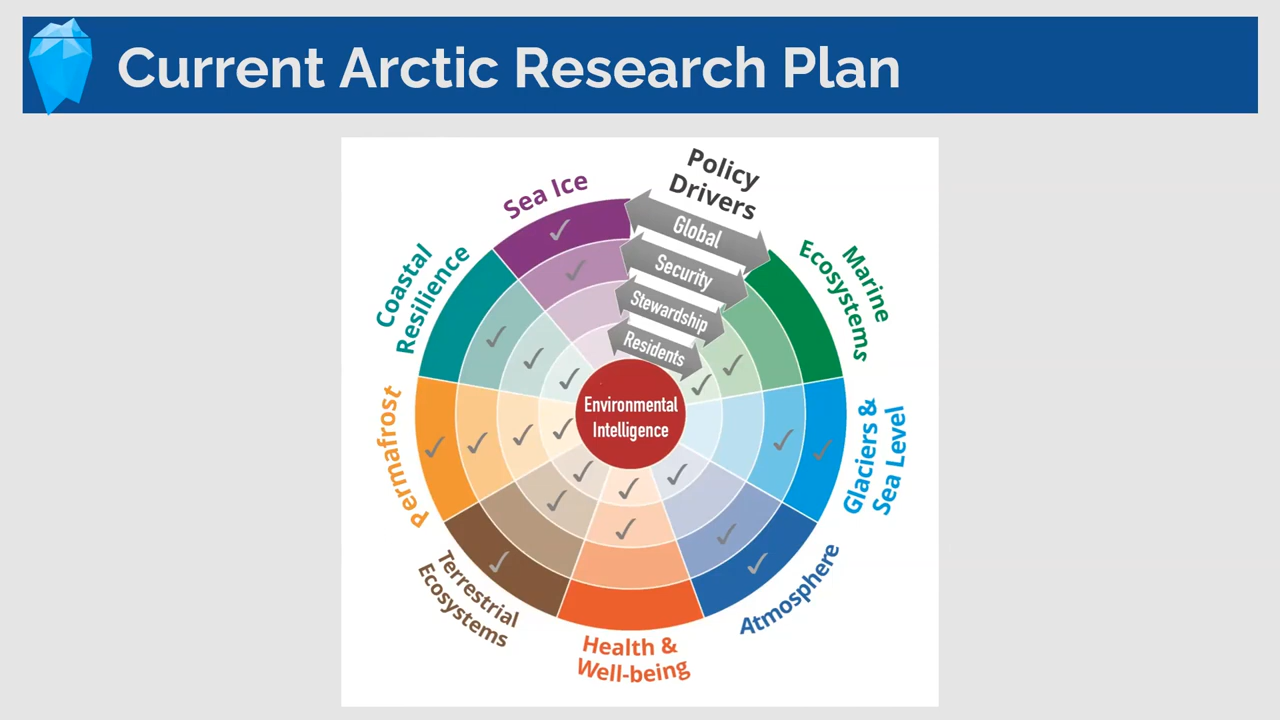 Current Arctic Research Plan
Policy
Drivers
Global
Security
Stewardship
Residents
Sea Ice
Marine
Ecosystems
Coastal
Resilience
Environmental
Intelligence
Permafrost
Glaciers &
Sea Level
Terrestrial
Ecosystems
Atmosphere
Health &
Well-being